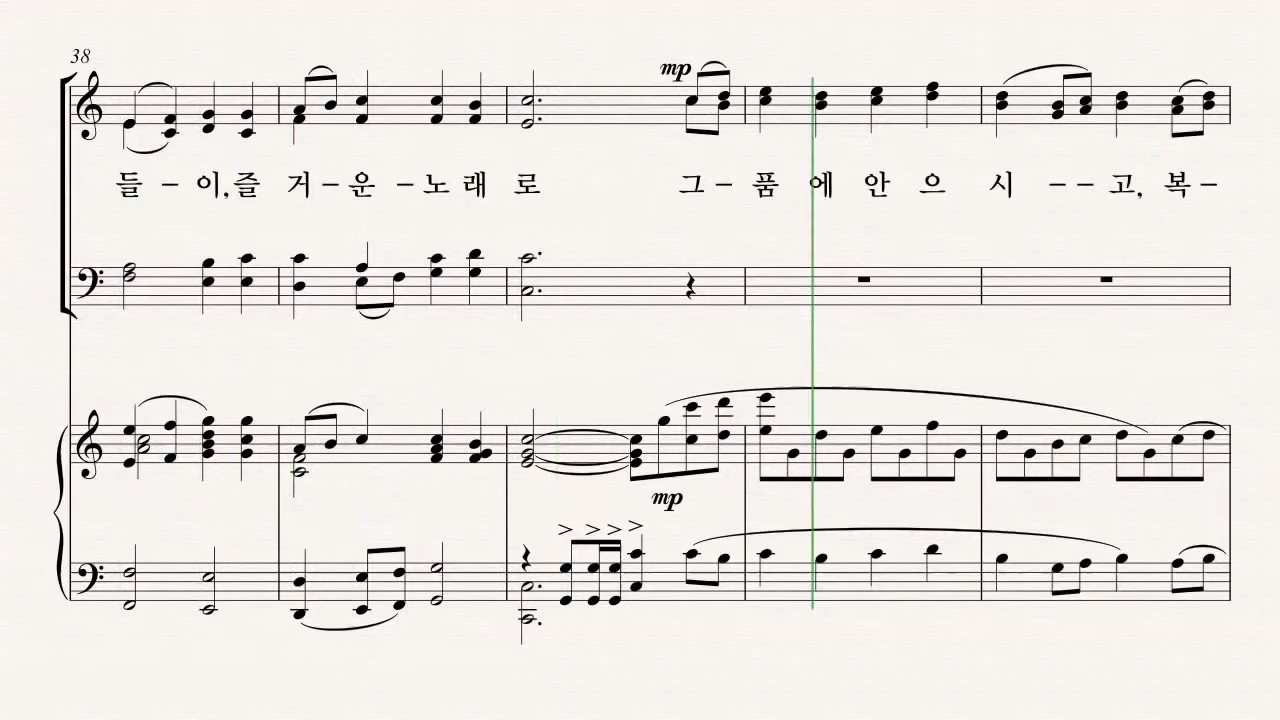 38
mp
들 – 이, 즐 거 – 운 – 노 래 로 그 – 품 에 안 으 시 – – 고, 복 –
mp